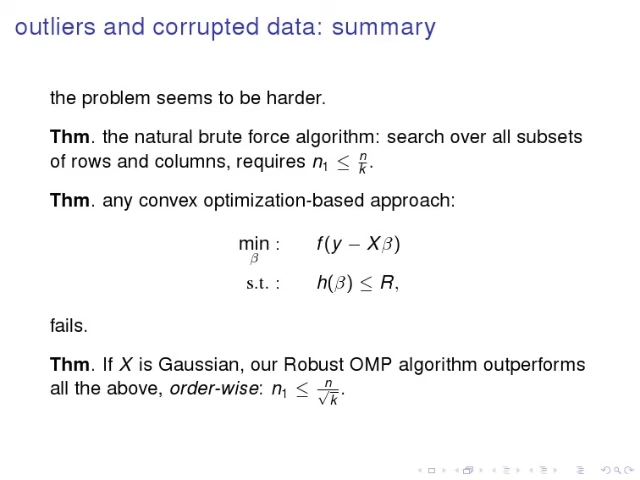 outliers and corrupted data: summary
the problem seems to be harder.
Thm. the natural brute force algorithm: search over all subsets
of rows and columns, requires n₁ ≤ n/k.
Thm. any convex optimization-based approach:
min β : f(y − Xβ)
s.t. : h(β) ≤ R,
fails.
Thm. If X is Gaussian, our Robust OMP algorithm outperforms
all the above, order-wise: n₁ ≤ n/√k.